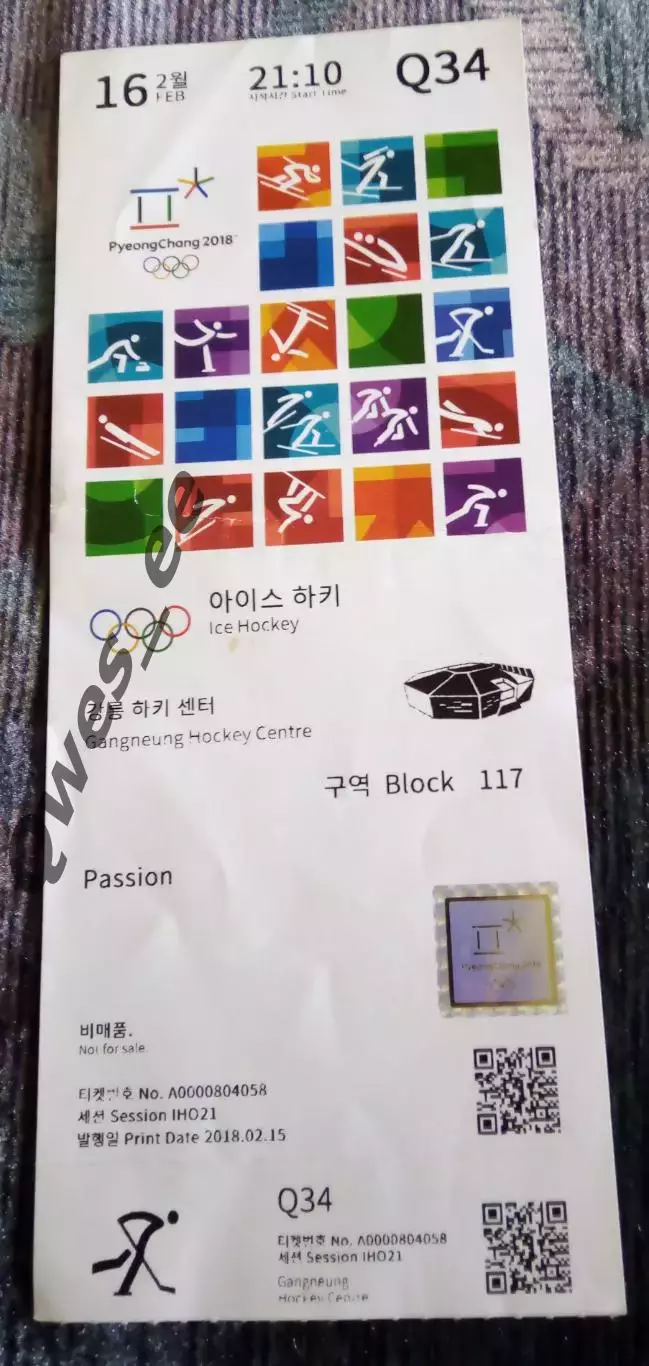 16 2월
FEB
21:10
시작시간 Start Time
Q34
PyeongChang 2018
아이스 하키
Ice Hockey
강릉 하키 센터
Gangneung Hockey Centre
구역 Block 117
Passion
PyeongChang 2018
비매품.
Not for sale.
티켓번호 No. A0000804058
세션 Session IHO21
발행일 Print Date 2018.02.15
Q34
티켓번호 No. A0000804058
세션 Session IHO21
Gangneung
Hockey Centre
Qwes_ee